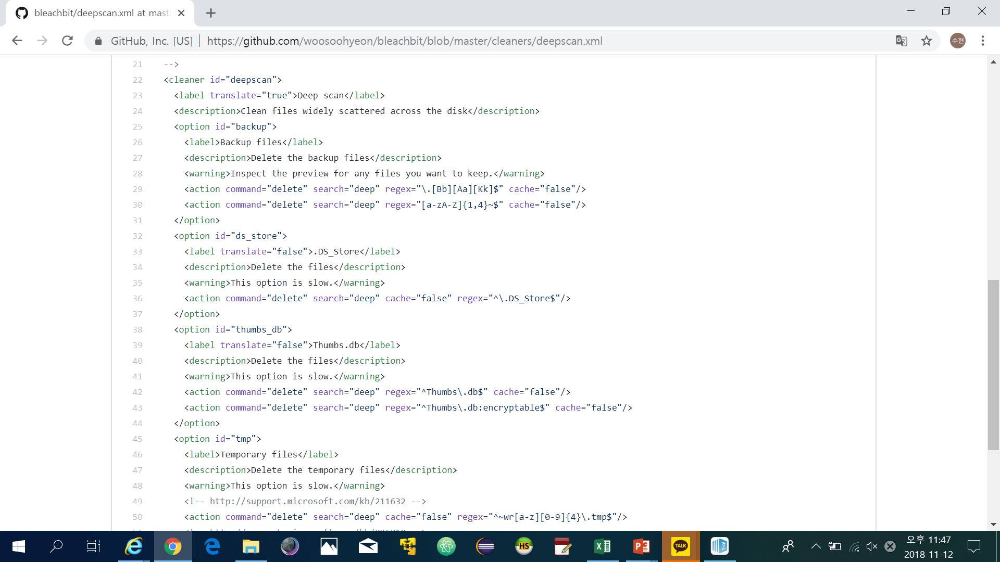 bleachbit/deepscan.xml at mast
GitHub, Inc. [US] | https://github.com/woosoohyeon/bleachbit/blob/master/cleaners/deepscan.xml
수현
21 -->
22 <cleaner id="deepscan">
23 <label translate="true">Deep scan</label>
24 <description>Clean files widely scattered across the disk</description>
25 <option id="backup">
26 <label>Backup files</label>
27 <description>Delete the backup files</description>
28 <warning>Inspect the preview for any files you want to keep.</warning>
29 <action command="delete" search="deep" regex="\.[Bb][Aa][Kk]$" cache="false"/>
30 <action command="delete" search="deep" regex="[a-zA-Z]{1,4}~$" cache="false"/>
31 </option>
32 <option id="ds_store">
33 <label translate="false">.DS_Store</label>
34 <description>Delete the files</description>
35 <warning>This option is slow.</warning>
36 <action command="delete" search="deep" cache="false" regex="^\.DS_Store$"/>
37 </option>
38 <option id="thumbs_db">
39 <label translate="false">Thumbs.db</label>
40 <description>Delete the files</description>
41 <warning>This option is slow.</warning>
42 <action command="delete" search="deep" regex="^Thumbs\.db$" cache="false"/>
43 <action command="delete" search="deep" regex="^Thumbs\.db:encryptable$" cache="false"/>
44 </option>
45 <option id="tmp">
46 <label>Temporary files</label>
47 <description>Delete the temporary files</description>
48 <warning>This option is slow.</warning>
49 <!-- http://support.microsoft.com/kb/211632 -->
50 <action command="delete" search="deep" cache="false" regex="^~wr[a-z][0-9]{4}\.tmp$"/>
HS
TALK
오후 11:47
2018-11-12